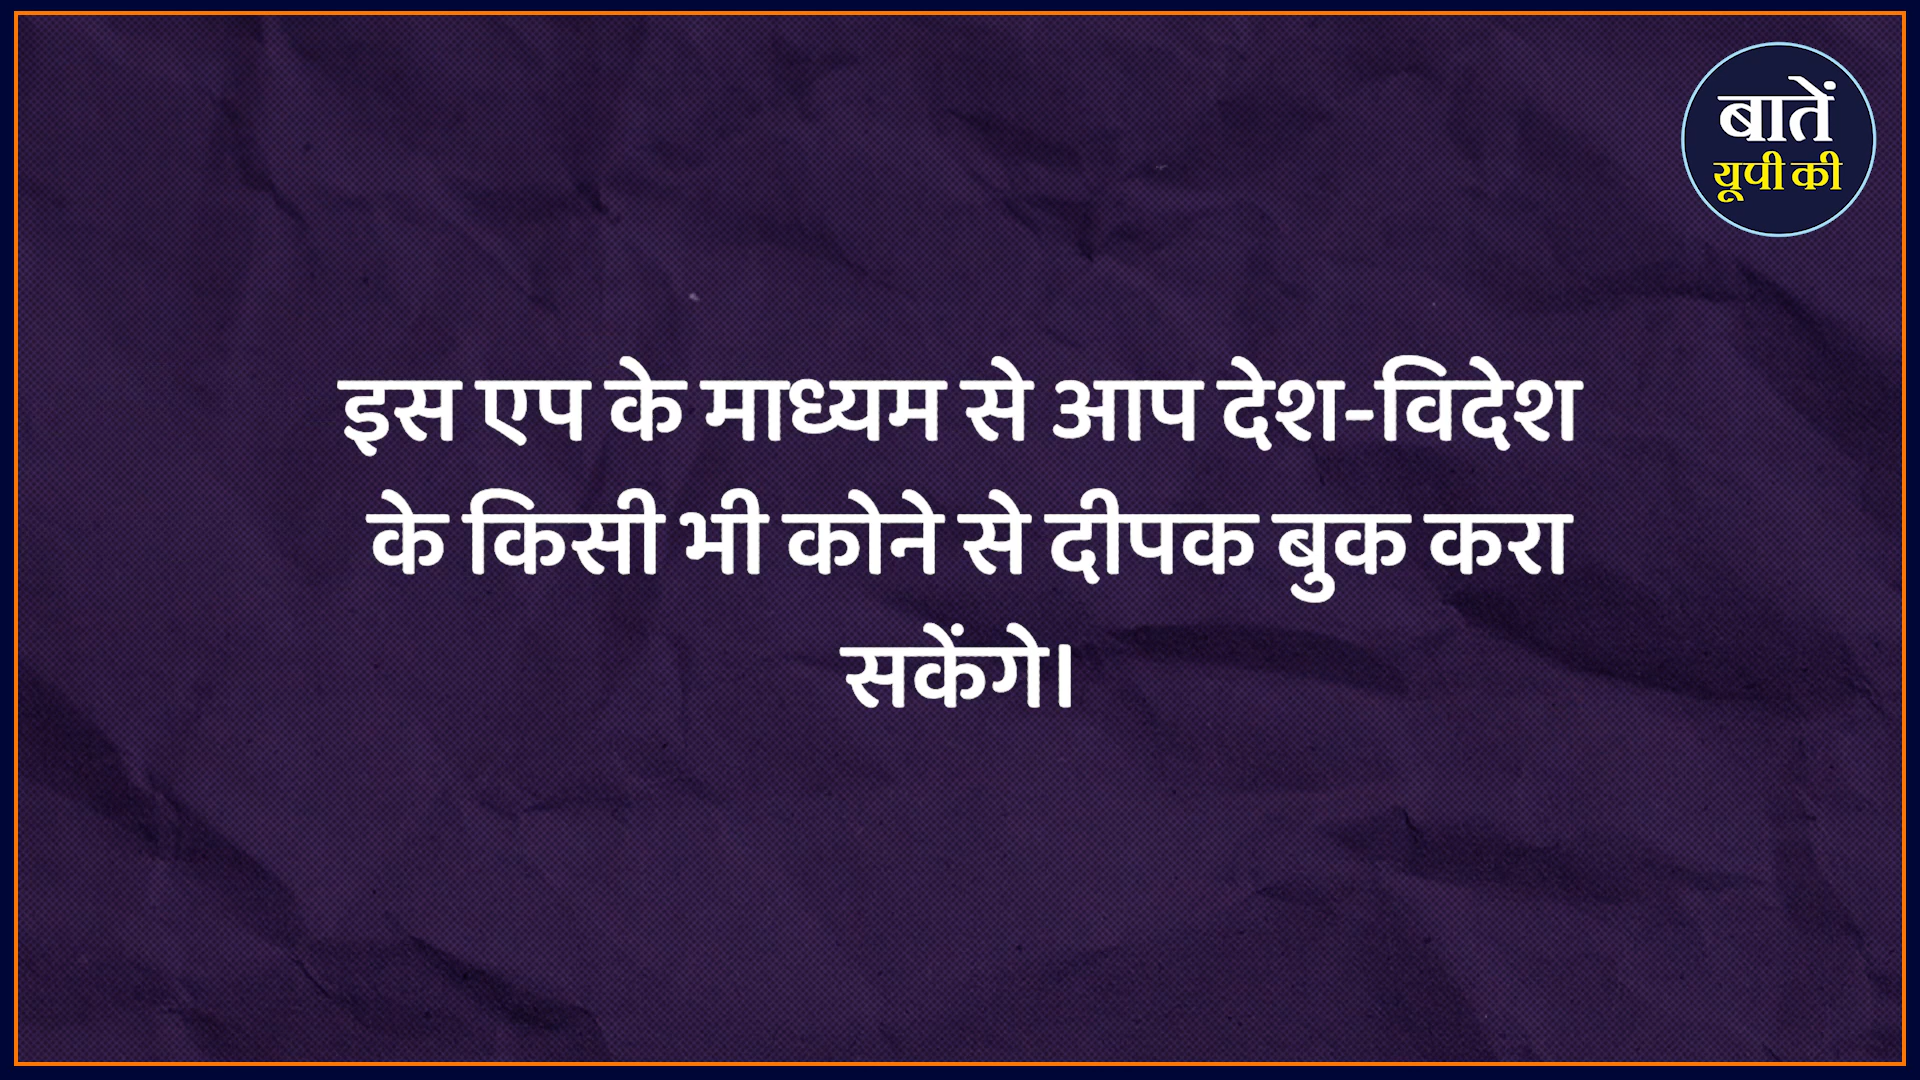 बातें
यूपी की
इस एप के माध्यम से आप देश-विदेश
के किसी भी कोने से दीपक बुक करा
सकेंगे।